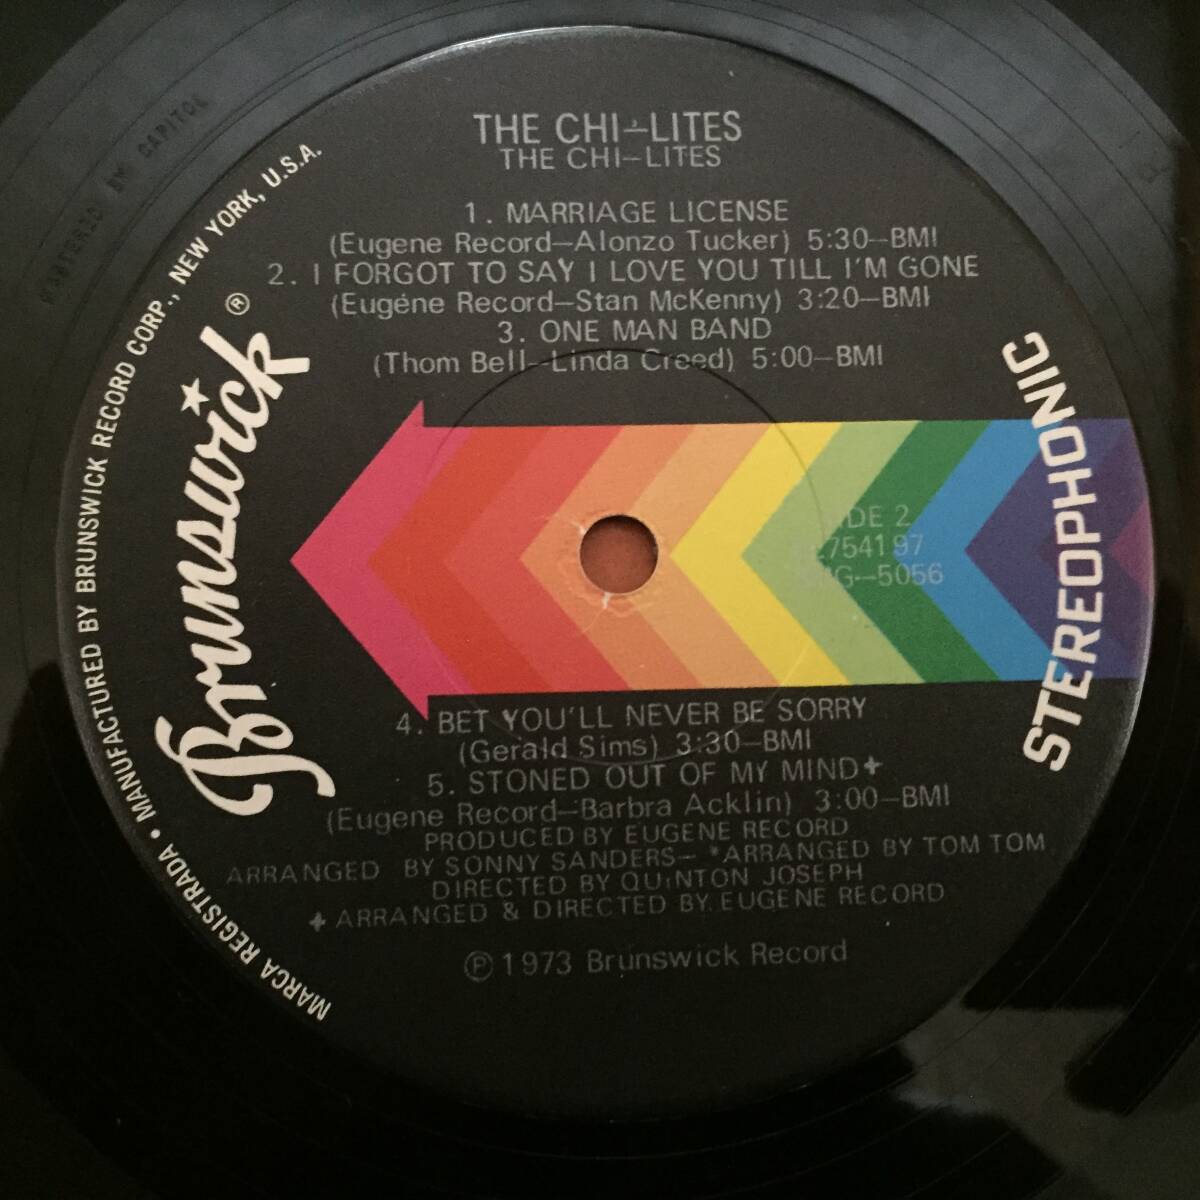 THE CHI-LITES
THE CHI-LITES
1. MARRIAGE LICENSE
(Eugene Record-Alonzo Tucker) 5:30-BMI
2. I FORGOT TO SAY I LOVE YOU TILL I'M GONE
(Eugene Record-Stan McKenny) 3:20-BMI
3. ONE MAN BAND
(Thom Bell-Linda Creed) 5:00-BMI
Brunswick®
STEREOPHONIC
SIDE 2
754197
-5056
4. BET YOU'LL NEVER BE SORRY
(Gerald Sims) 3:30-BMI
5. STONED OUT OF MY MIND+
(Eugene Record-Barbra Acklin) 3:00-BMI
PRODUCED BY EUGENE RECORD
ARRANGED BY SONNY SANDERS- *ARRANGED BY TOM TOM
DIRECTED BY QUINTON JOSEPH
+ ARRANGED & DIRECTED BY EUGENE RECORD
℗ 1973 Brunswick Record
MARCA REGISTRADA • MANUFACTURED BY BRUNSWICK RECORD CORP., NEW YORK, U.S.A.
MASTERED BY CAPITOL